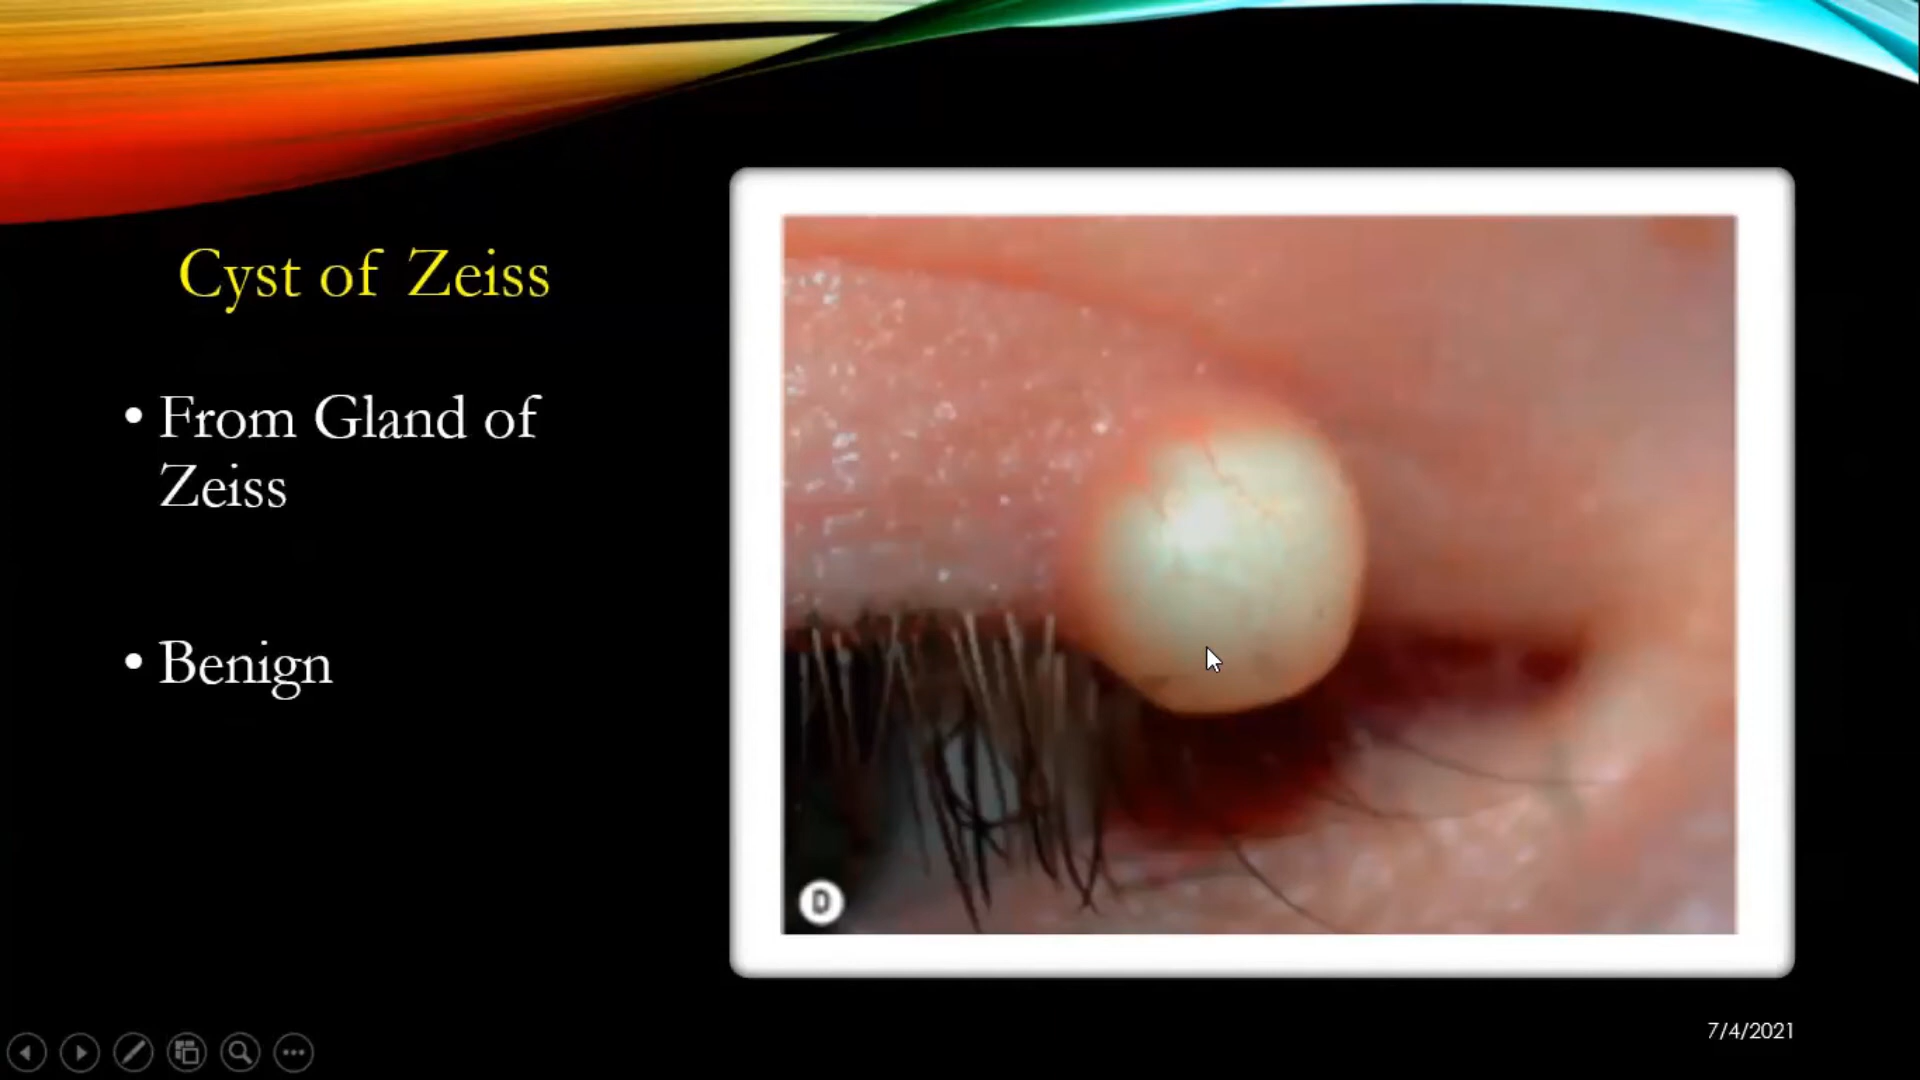 Cyst of Zeiss
• From Gland of
Zeiss
• Benign
D
7/4/2021